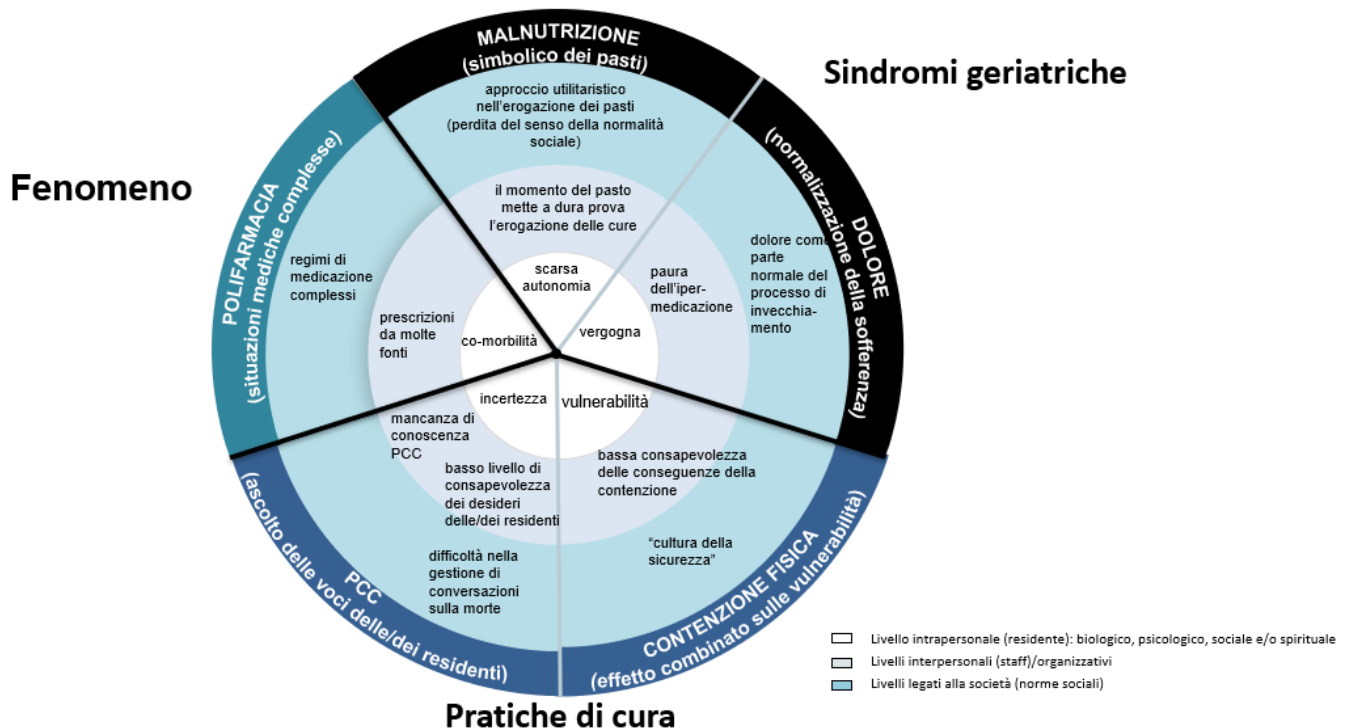 MALNUTRIZIONE
(simbolico dei pasti)
Sindromi geriatriche
approccio utilitaristico
nell'erogazione dei pasti
(perdita del senso della normalità
sociale)
Fenomeno
POLIFARMACIA
(situazioni mediche complesse)
DOLORE
(normalizzazione della sofferenza)
il momento del pasto
mette a dura prova
l'erogazione delle cure
regimi di
medicazione
complessi
scarsa
autonomia
paura
dell'iper-
medicazione
dolore come
parte
normale del
processo di
invecchia-
mento
prescrizioni
da molte
fonti
co-morbilità
vergogna
incertezza
vulnerabilità
mancanza di
conoscenza
PCC
basso livello di
consapevolezza
dei desideri
delle/dei residenti
bassa consapevolezza
delle conseguenze della
contenzione
difficoltà nella
gestione di
conversazioni
sulla morte
“cultura della
sicurezza”
PCC
(ascolto delle voci delle/dei residenti)
CONTENZIONE FISICA
(effetto combinato sulle vulnerabilità)
Livello intrapersonale (residente): biologico, psicologico, sociale e/o spirituale
Livelli interpersonali (staff)/organizzativi
Livelli legati alla società (norme sociali)
Pratiche di cura